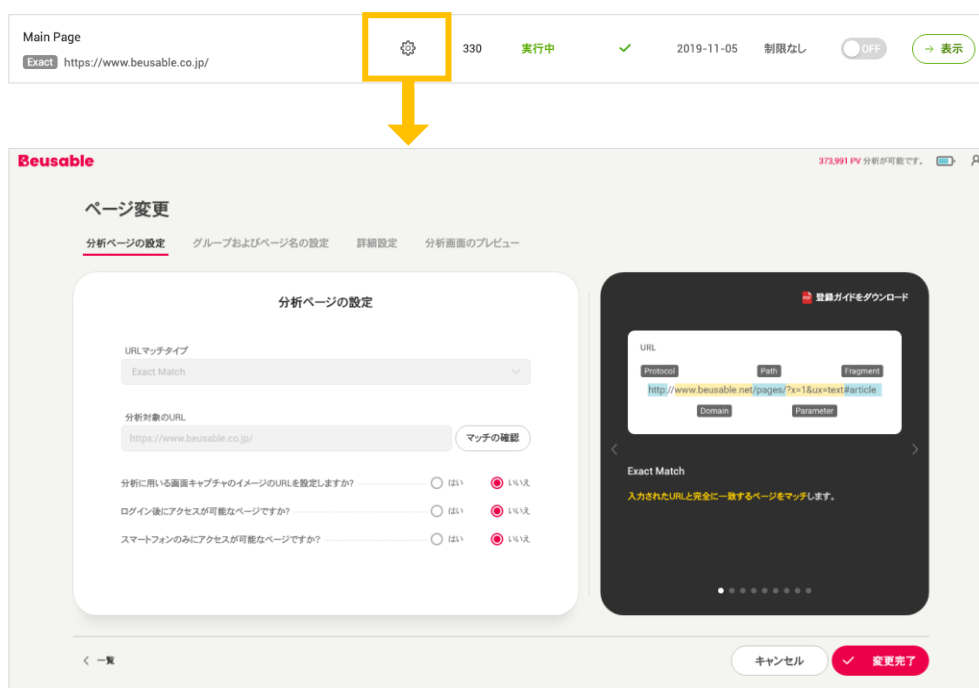 Main Page
Exact https://www.beusable.co.jp/
330 実行中 2019-11-05 制限なし OFF → 表示
Beusable
373,991 PV 分析が可能です。
ページ変更
分析ページの設定 グループおよびページ名の設定 詳細設定 分析画面のプレビュー
分析ページの設定
URLマッチタイプ
Exact Match
分析対象のURL
https://www.beusable.co.jp/ マッチの確認
分析に用いる画面キャプチャのイメージのURLを設定しますか? はい いいえ
ログイン後にアクセスが可能なページですか? はい いいえ
スマートフォンのみにアクセスが可能なページですか? はい いいえ
登録ガイドをダウンロード
URL
Protocol Path Fragment
http://www.beusable.net/pages/?x=1&ux=text#article
Domain Parameter
Exact Match
入力されたURLと完全に一致するページをマッチします。
< 一覧
キャンセル 変更完了